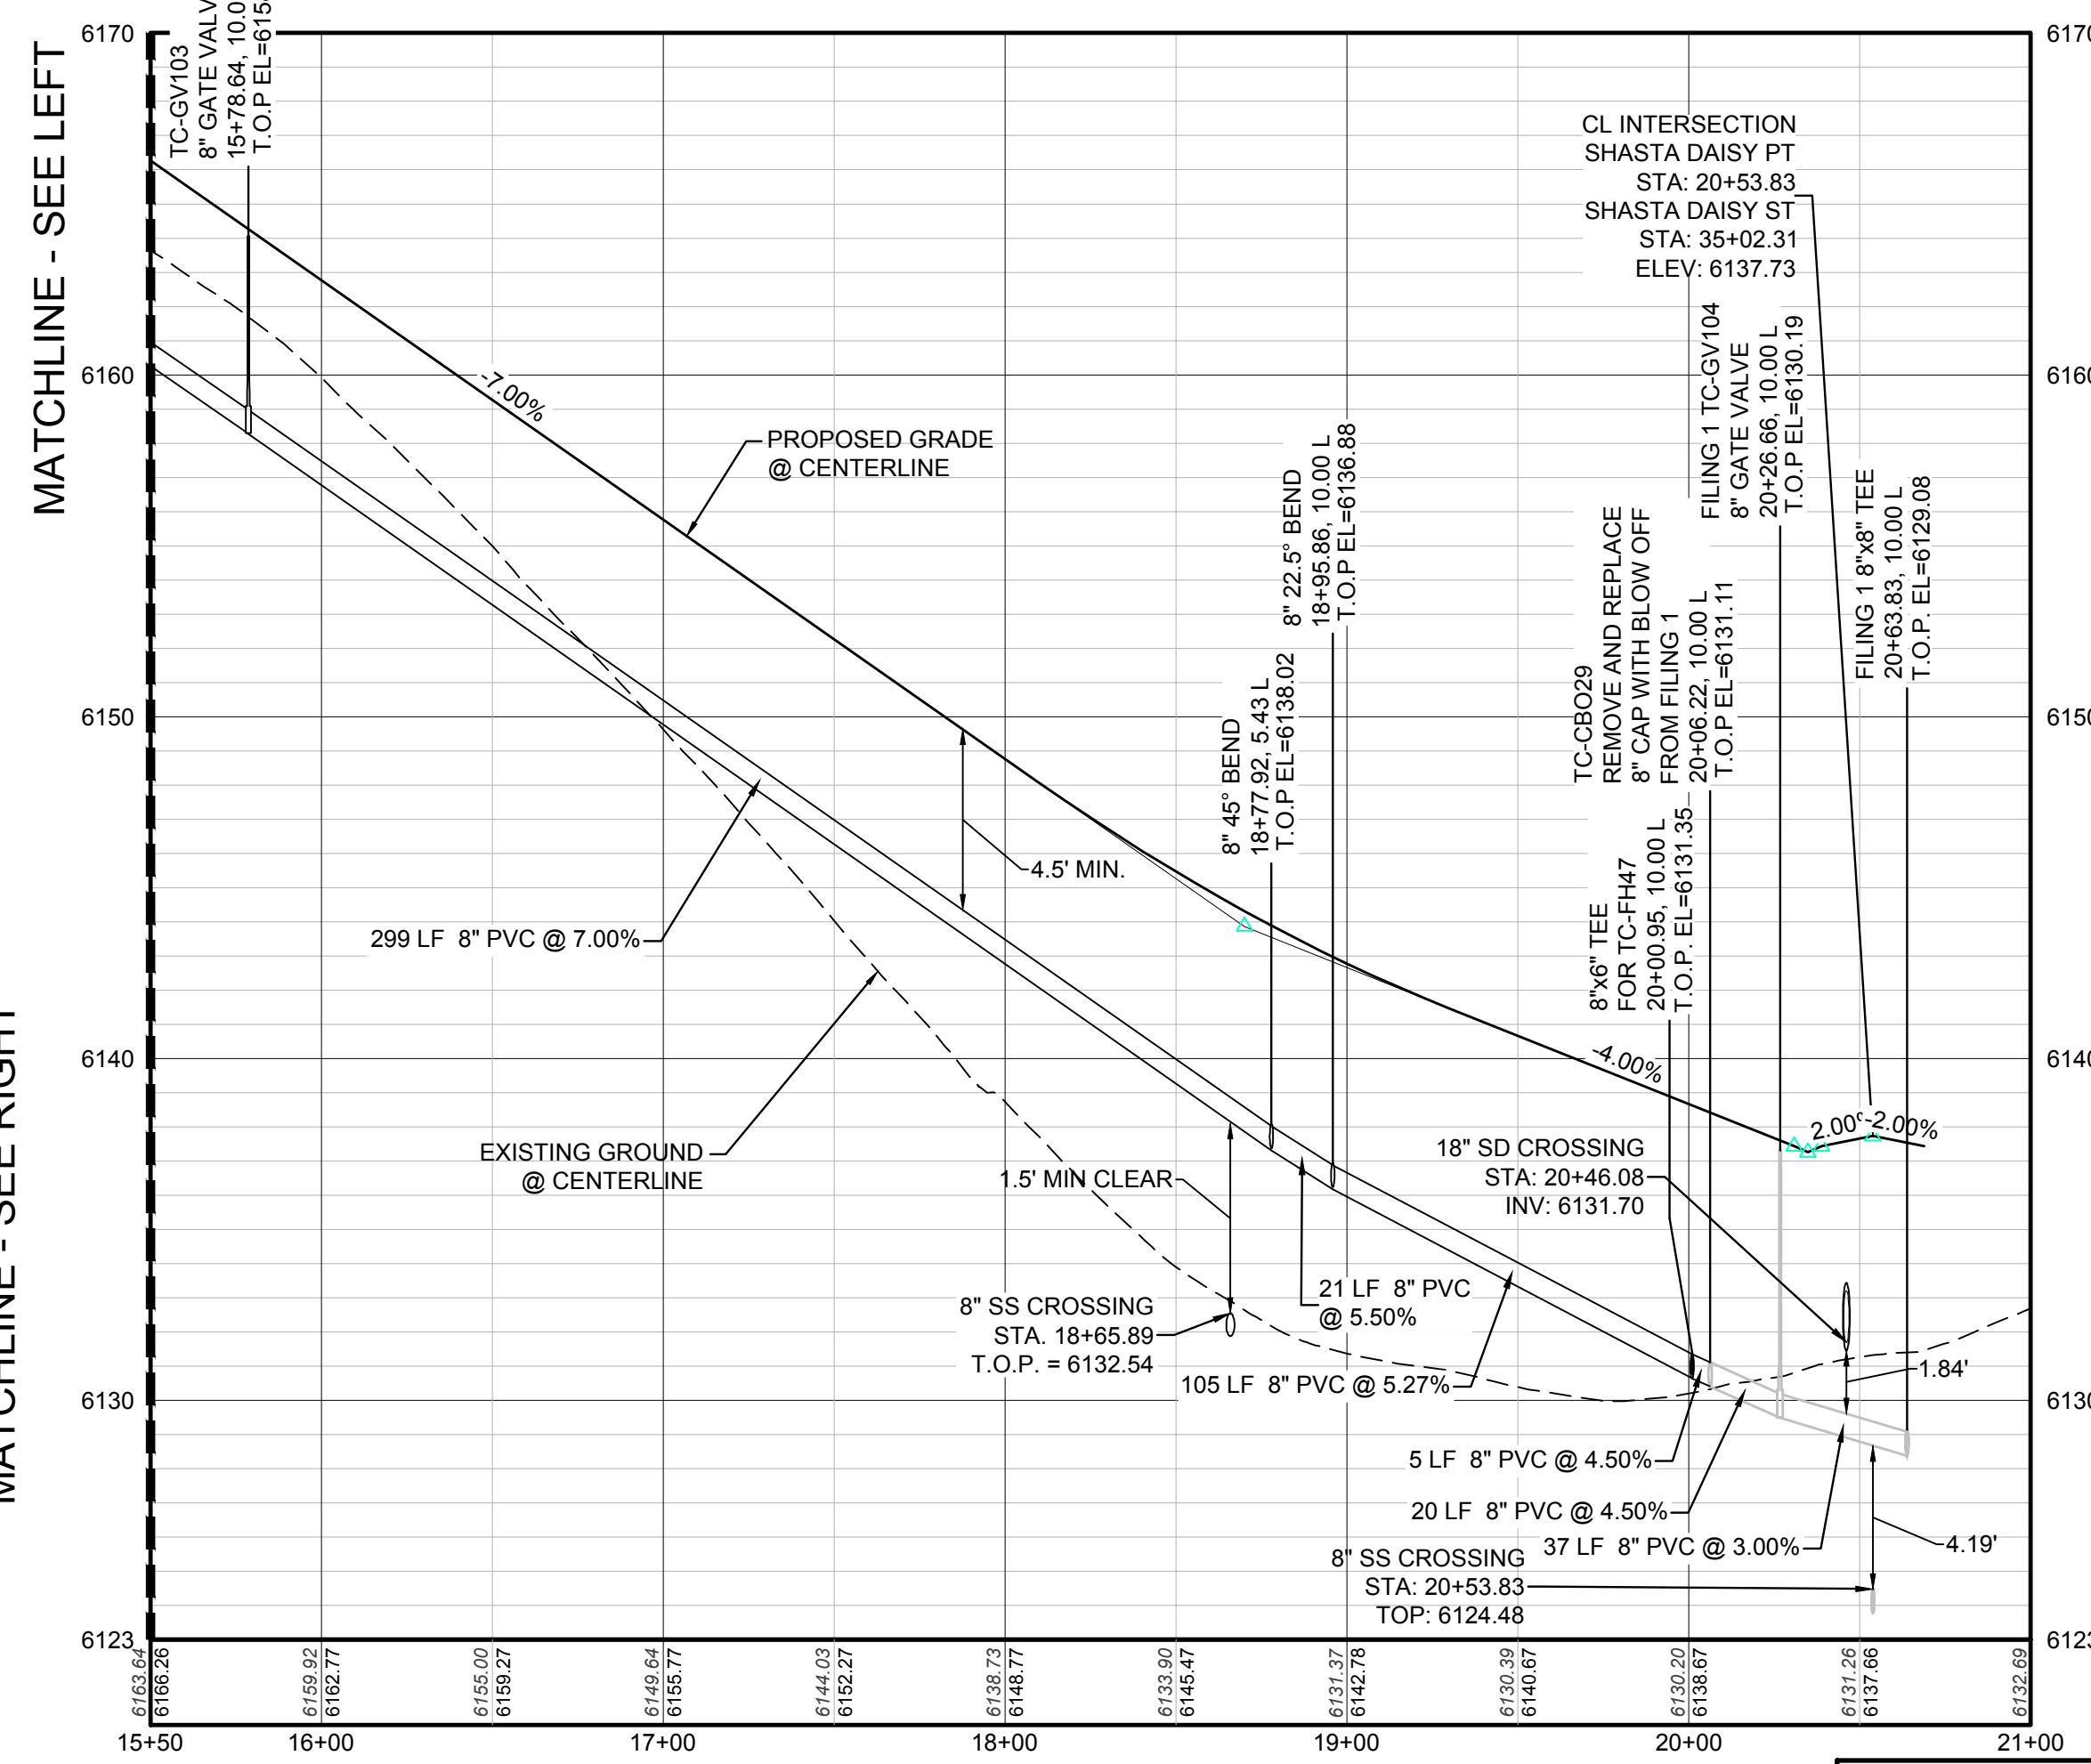 MATCHLINE - SEE LEFT
MATCHLINE - SEE RIGHT
6170
6160
6150
6140
6130
6123
TC-GV103
8" GATE
15+78.64,
T.O.P
-7.00%
PROPOSED GRADE
@ CENTERLINE
4.5' MIN.
299 LF 8" PVC @ 7.00%
EXISTING GROUND
@ CENTERLINE
1.5' MIN CLEAR
8" SS CROSSING
STA. 18+65.89
T.O.P. = 6132.54
8" 45° BEND
18+77.92, 5.43 L
T.O.P EL=6138.02
8" 22.5° BEND
18+95.86, 10.00 L
T.O.P EL=6136.88
21 LF 8" PVC
@ 5.50%
105 LF 8" PVC @ 5.27%
CL INTERSECTION
SHASTA DAISY PT
STA: 20+53.83
SHASTA DAISY ST
STA: 35+02.31
ELEV: 6137.73
8"x6" TEE
FOR TC-FH47
20+00.95, 10.00 L
T.O.P. EL=6131.35
TC-CBO29
REMOVE AND REPLACE
8" CAP WITH BLOW OFF
FROM FILING 1
20+06.22, 10.00 L
T.O.P EL=6131.11
FILING 1 TC-GV104
8" GATE VALVE
20+26.66, 10.00 L
T.O.P EL=6130.19
FILING 1 8"x8" TEE
20+63.83, 10.00 L
T.O.P. EL=6129.08
-4.00%
2.00%
-2.00%
18" SD CROSSING
STA: 20+46.08
INV: 6131.70
1.84'
5 LF 8" PVC @ 4.50%
20 LF 8" PVC @ 4.50%
37 LF 8" PVC @ 3.00%
4.19'
8" SS CROSSING
STA: 20+53.83
TOP: 6124.48
6163.64
6166.26
6159.92
6162.77
6155.00
6159.27
6149.64
6155.77
6144.03
6152.27
6138.73
6148.77
6133.90
6145.47
6131.37
6142.78
6130.39
6140.67
6130.20
6138.67
6131.26
6137.66
6132.69
15+50
16+00
17+00
18+00
19+00
20+00
21+00